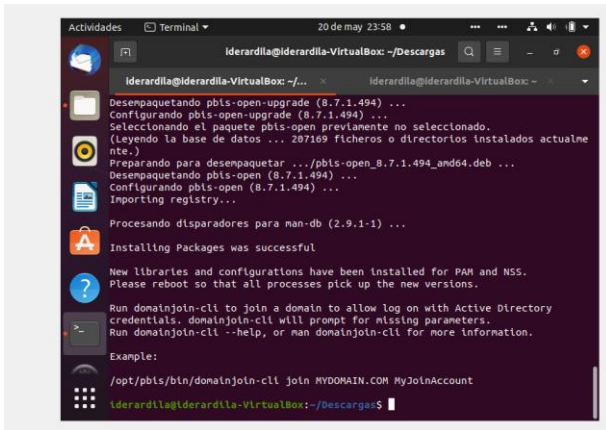 Actividades
Terminal
20 de may 23:58
iderardila@iderardila-VirtualBox: ~/Descargas
iderardila@iderardila-VirtualBox: ~/...
iderardila@iderardila-VirtualBox: ~
Desempaquetando pbis-open-upgrade (8.7.1.494) ...
Configurando pbis-open-upgrade (8.7.1.494) ...
Seleccionando el paquete pbis-open previamente no seleccionado.
(Leyendo la base de datos ... 207169 ficheros o directorios instalados actualme
nte.)
Preparando para desempaquetar .../pbis-open_8.7.1.494_amd64.deb ...
Desempaquetando pbis-open (8.7.1.494) ...
Configurando pbis-open (8.7.1.494) ...
Importing registry...
Procesando disparadores para man-db (2.9.1-1) ...
Installing Packages was successful
New libraries and configurations have been installed for PAM and NSS.
Please reboot so that all processes pick up the new versions.
Run domainjoin-cli to join a domain to allow log on with Active Directory
credentials. domainjoin-cli will prompt for missing parameters.
Run domainjoin-cli --help, or man domainjoin-cli for more information.
Example:
/opt/pbis/bin/domainjoin-cli join MYDOMAIN.COM MyJoinAccount
iderardila@iderardila-VirtualBox:~/Descargas$